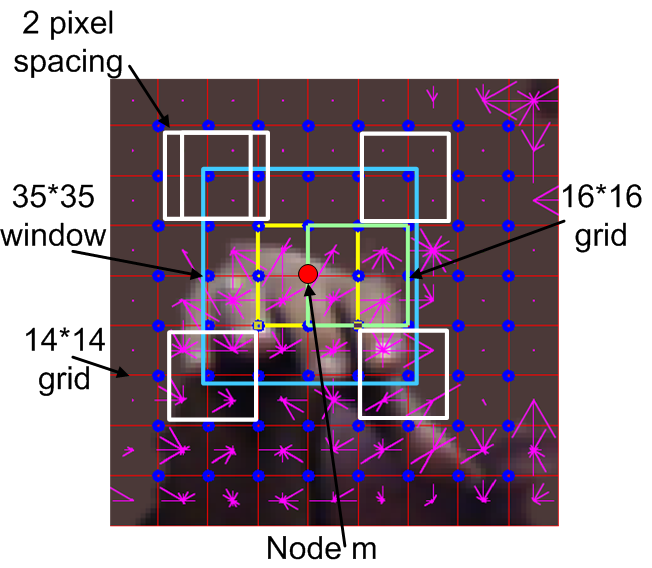 2 pixel
spacing
35*35
window
16*16
grid
14*14
grid
Node m